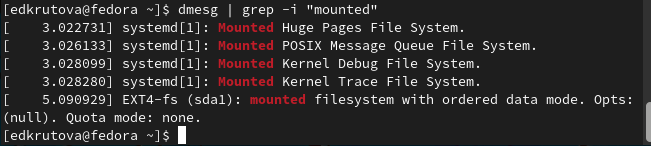 [edkrutova@fedora ~]$ dmesg | grep -i "mounted"
[    3.022731] systemd[1]: Mounted Huge Pages File System.
[    3.026133] systemd[1]: Mounted POSIX Message Queue File System.
[    3.028099] systemd[1]: Mounted Kernel Debug File System.
[    3.028280] systemd[1]: Mounted Kernel Trace File System.
[    5.090929] EXT4-fs (sda1): mounted filesystem with ordered data mode. Opts:
(null). Quota mode: none.
[edkrutova@fedora ~]$